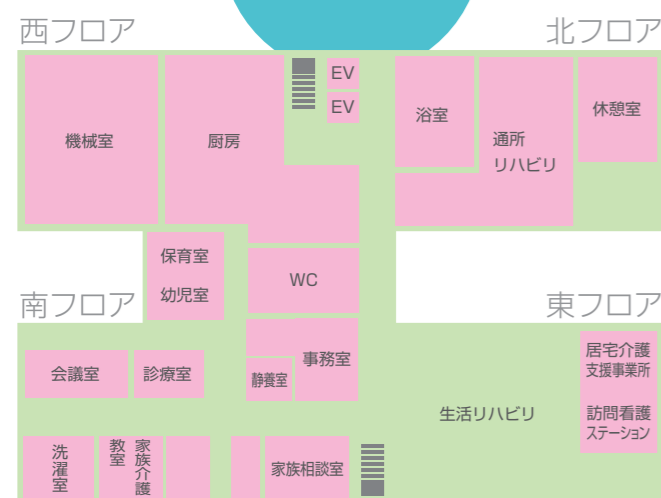 西フロア
北フロア
EV
EV
機械室
厨房
浴室
通所
リハビリ
休憩室
保育室
幼児室
WC
南フロア
東フロア
会議室
診療室
静養室
事務室
生活リハビリ
居宅介護
支援事業所
訪問看護
ステーション
洗濯室
家族介護
教室
家族相談室